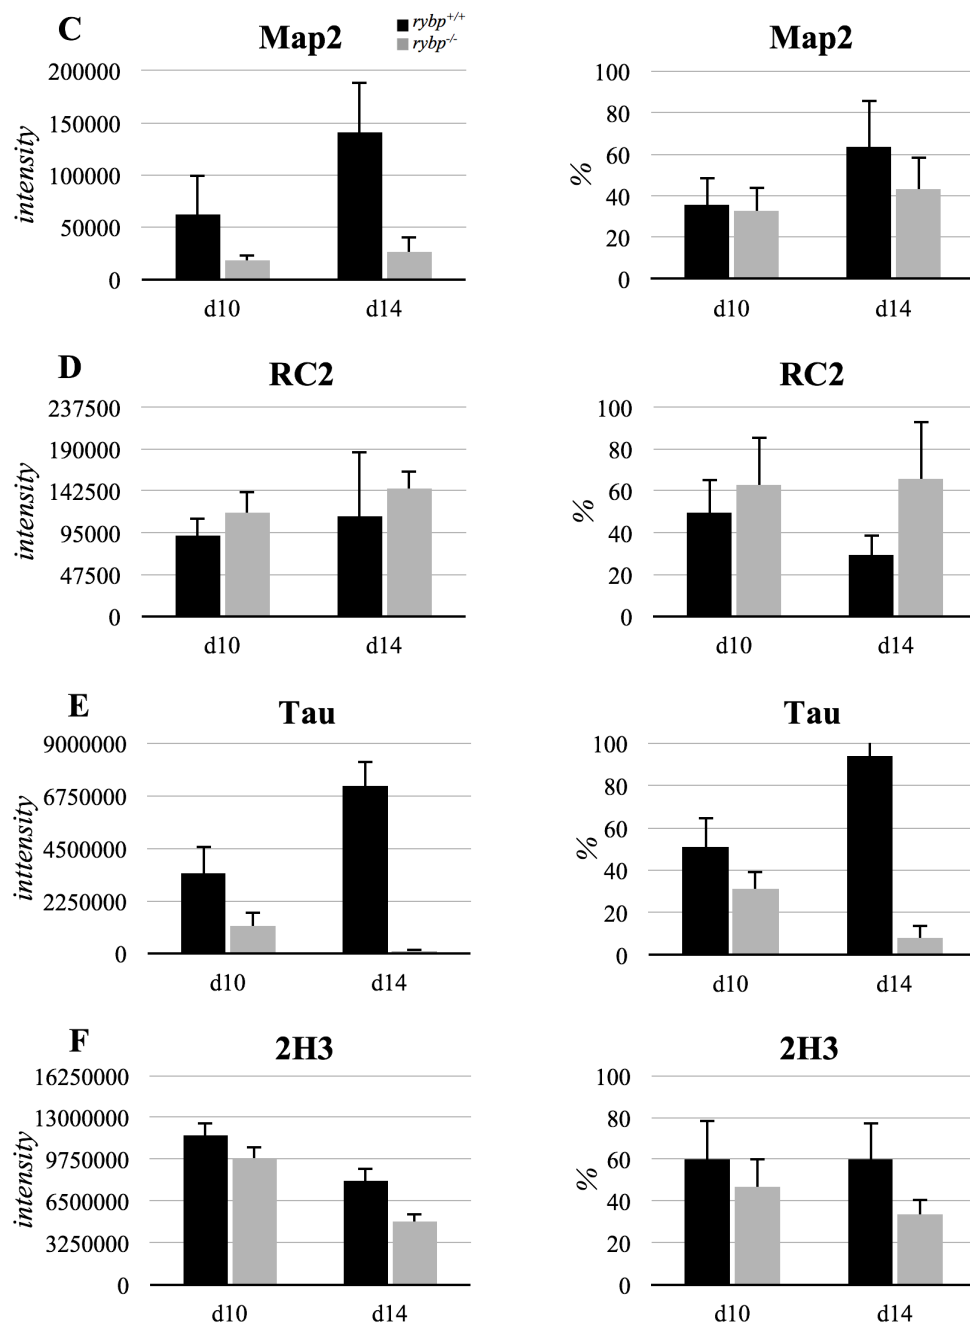 C
Map2
rybp+/+
rybp-/-
Map2
200000
150000
100000
50000
0
intensity
d10 d14
100
80
60
40
20
0
%
d10 d14
D
RC2
RC2
237500
190000
142500
95000
47500
0
intensity
d10 d14
100
80
60
40
20
0
%
d10 d14
E
Tau
Tau
9000000
6750000
4500000
2250000
0
inttensity
d10 d14
100
80
60
40
20
0
%
d10 d14
F
2H3
2H3
16250000
13000000
9750000
6500000
3250000
0
intensity
d10 d14
100
80
60
40
20
0
%
d10 d14